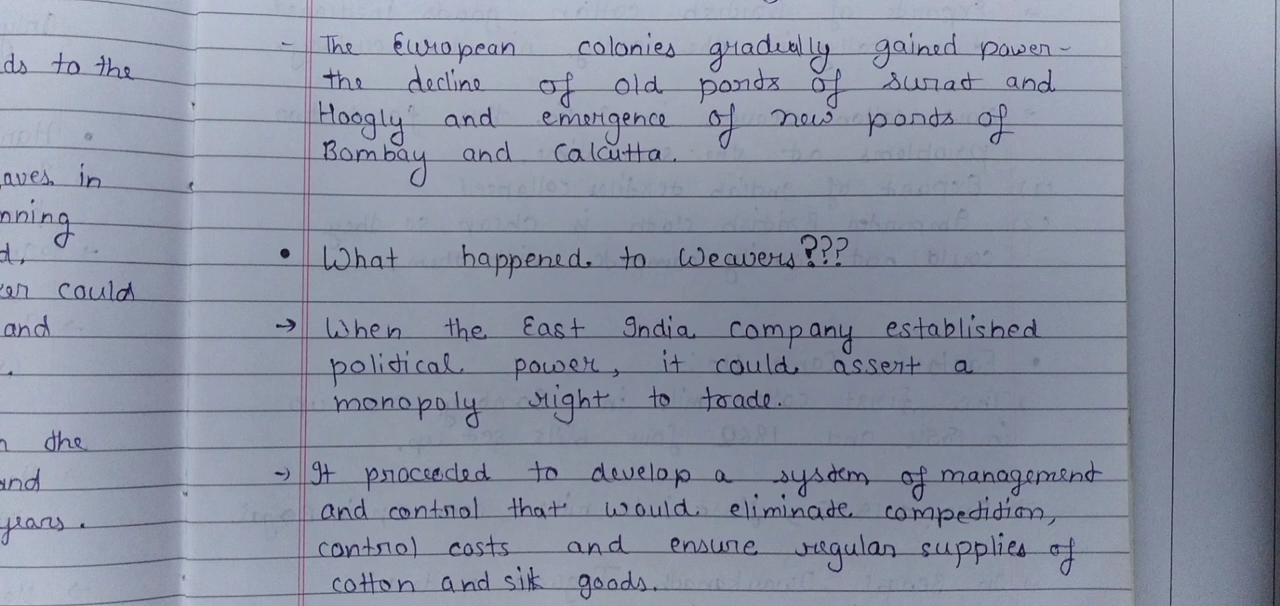 ds to the
aves in
nning
d,
er could
and
.
the
and
years.
- The European colonies gradually gained power-
the decline of old ports of surat and
Hoogly and emergence of new ports of
Bombay and Calcutta.
• What happened to Weavers???
→ When the East India company established
political power, it could assert a
monopoly right to trade.
→ It proceeded to develop a system of management
and control that would eliminate competition,
control costs and ensure regular supplies of
cotton and silk goods.